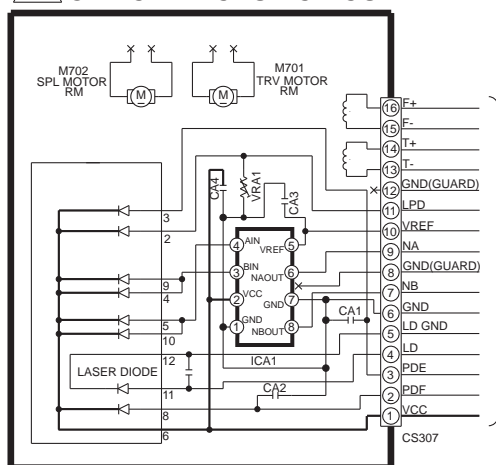 M702
SPL MOTOR
RM
M701
TRV MOTOR
RM
M
M
16 F+
15 F-
14 T+
13 T-
12 GND(GUARD)
11 LPD
10 VREF
9 NA
8 GND(GUARD)
7 NB
6 GND
5 LD GND
4 LD
3 PDE
2 PDF
1 VCC
CS307
CA4
VRA1
CA3
4 AIN
VREF 5
3 BIN
NAOUT 6
2 VCC
GND 7
1 GND
NBOUT 8
ICA1
CA1
CA2
3
2
9
4
5
10
12
LASER DIODE
11
8
6